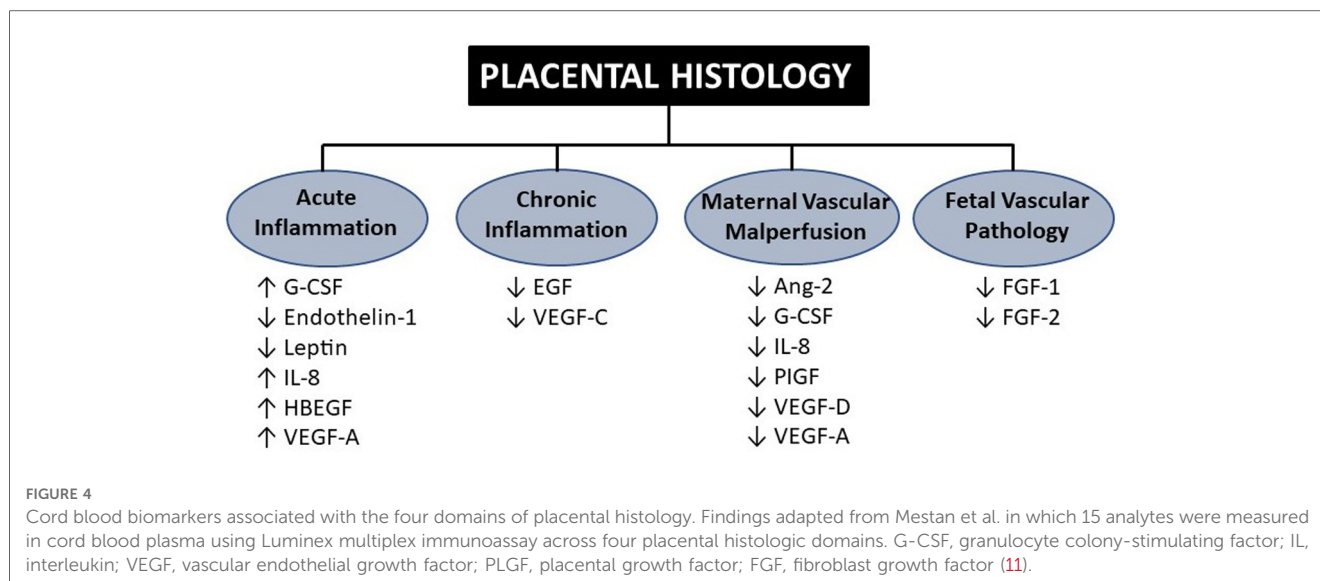 PLACENTAL HISTOLOGY
Acute
Inflammation
↑ G-CSF
↓ Endothelin-1
↓ Leptin
↑ IL-8
↑ HBEGF
↑ VEGF-A
Chronic
Inflammation
↓ EGF
↓ VEGF-C
Maternal Vascular
Malperfusion
↓ Ang-2
↓ G-CSF
↓ IL-8
↓ PIGF
↓ VEGF-D
↓ VEGF-A
Fetal Vascular
Pathology
↓ FGF-1
↓ FGF-2
FIGURE 4
Cord blood biomarkers associated with the four domains of placental histology. Findings adapted from Mestan et al. in which 15 analytes were measured
in cord blood plasma using Luminex multiplex immunoassay across four placental histologic domains. G-CSF, granulocyte colony-stimulating factor; IL,
interleukin; VEGF, vascular endothelial growth factor; PLGF, placental growth factor; FGF, fibroblast growth factor (11).